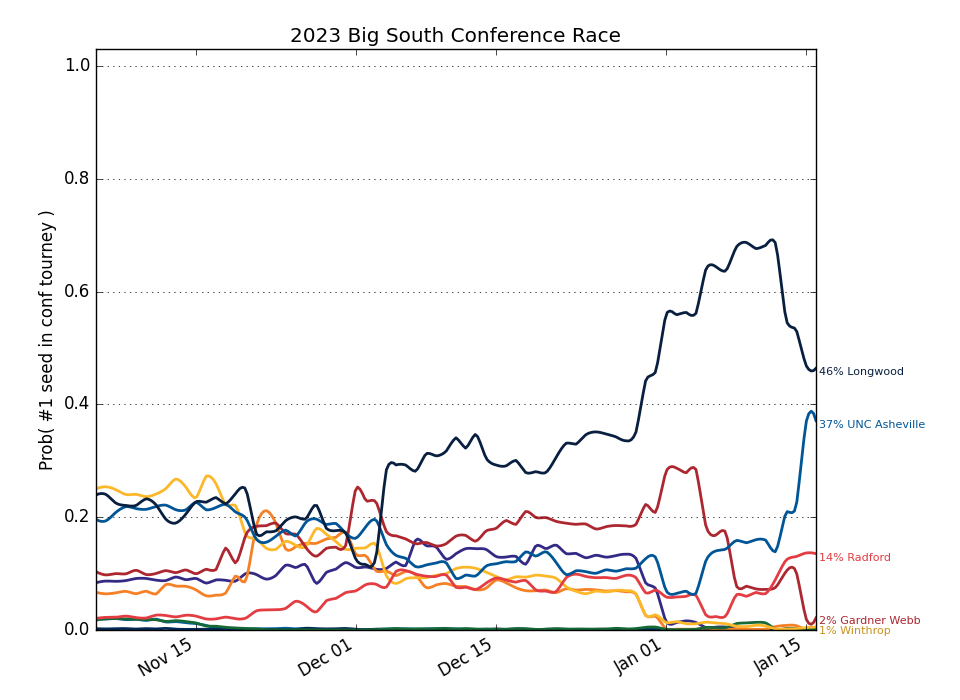 2023 Big South Conference Race
Prob( #1 seed in conf tourney )
1.0
0.8
0.6
0.4
0.2
0.0
46% Longwood
37% UNC Asheville
14% Radford
2% Gardner Webb
1% Winthrop
Nov 15
Dec 01
Dec 15
Jan 01
Jan 15